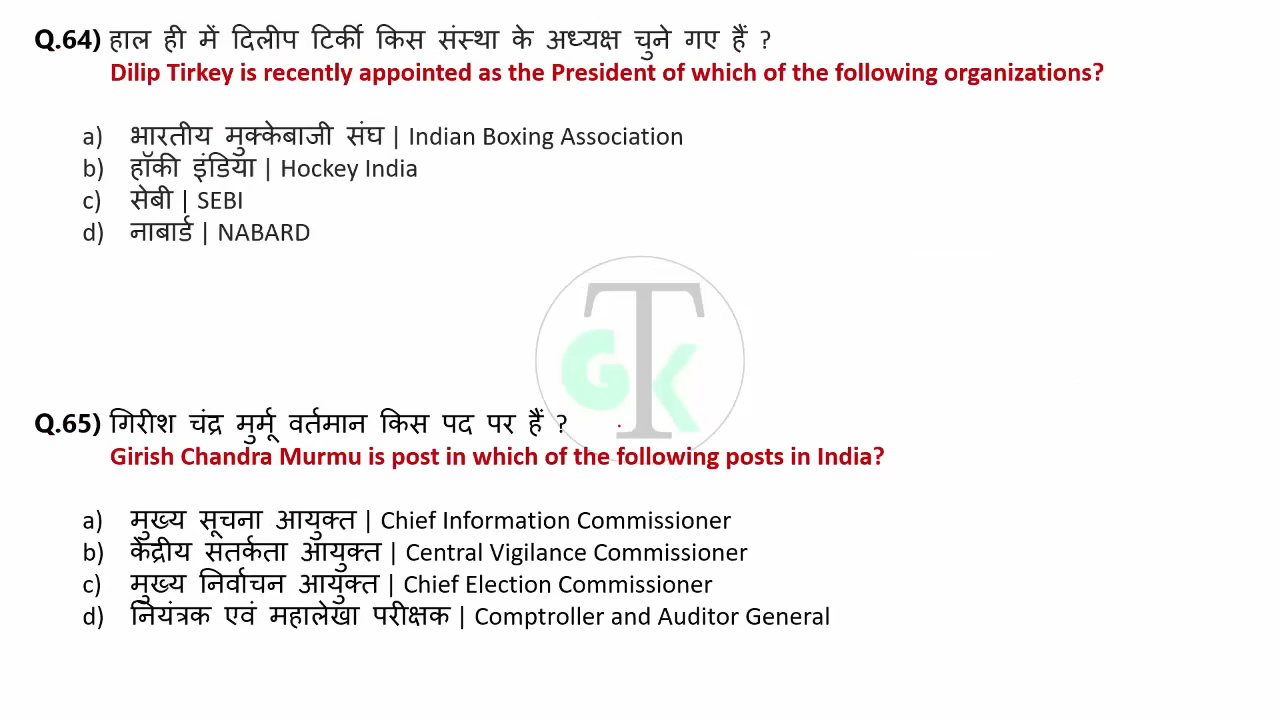 Q.64) हाल ही में दिलीप टिर्की किस संस्था के अध्यक्ष चुने गए हैं ?
Dilip Tirkey is recently appointed as the President of which of the following organizations?
a) भारतीय मुक्केबाजी संघ | Indian Boxing Association
b) हॉकी इंडिया | Hockey India
c) सेबी | SEBI
d) नाबार्ड | NABARD
GTK
Q.65) गिरीश चंद्र मुर्मू वर्तमान किस पद पर हैं ?
Girish Chandra Murmu is post in which of the following posts in India?
a) मुख्य सूचना आयुक्त | Chief Information Commissioner
b) केंद्रीय सतर्कता आयुक्त | Central Vigilance Commissioner
c) मुख्य निर्वाचन आयुक्त | Chief Election Commissioner
d) नियंत्रक एवं महालेखा परीक्षक | Comptroller and Auditor General